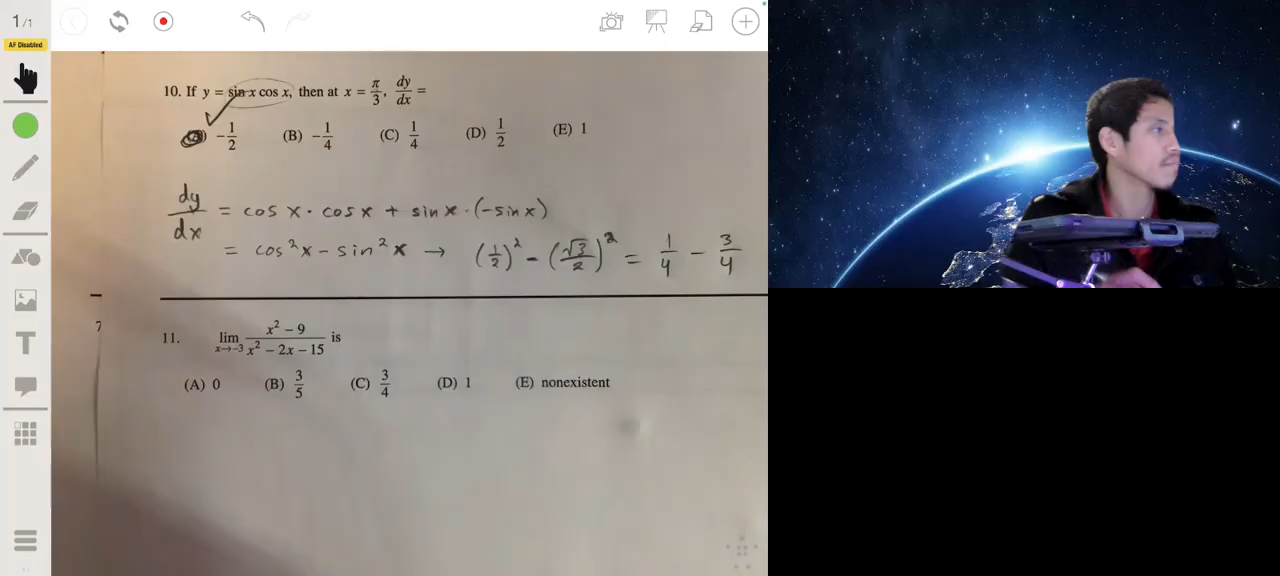 1/1
AF Disabled
10. If y = sin x cos x, then at x = π/3, dy/dx =
(A) -1/2 (B) -1/4 (C) 1/4 (D) 1/2 (E) 1
dy/dx = cos x · cos x + sin x · (-sin x)
= cos²x - sin²x → (1/2)² - (√3/2)² = 1/4 - 3/4
7
11. lim x→-3 x² - 9 / x² - 2x - 15 is
(A) 0 (B) 3/5 (C) 3/4 (D) 1 (E) nonexistent
T